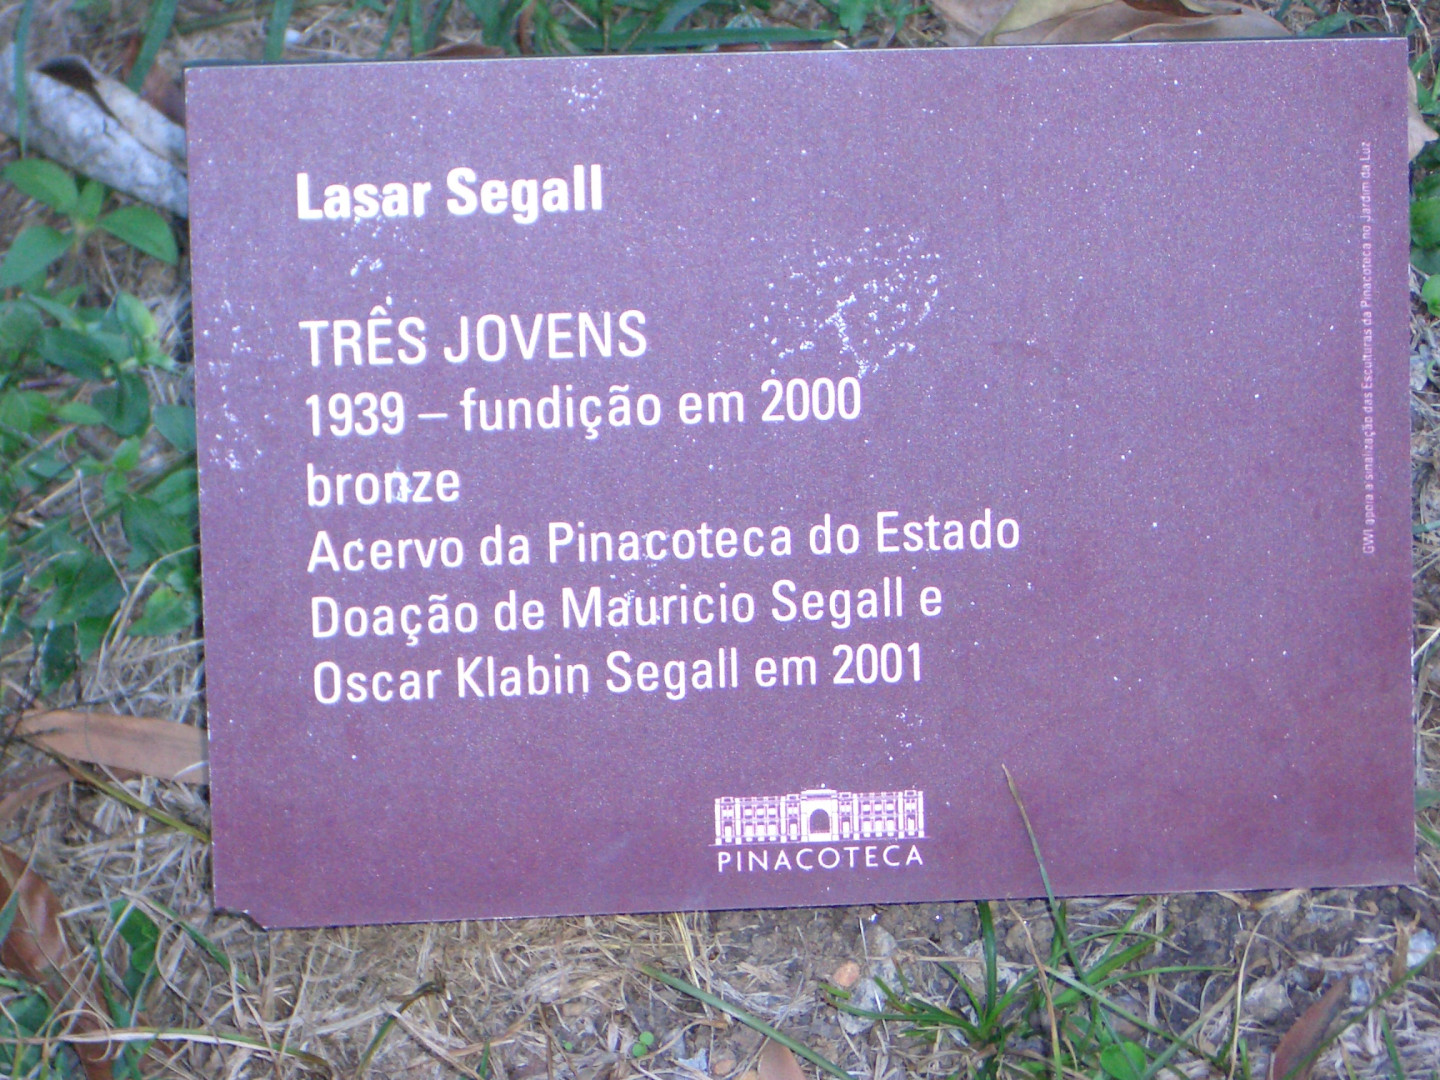 Lasar Segall
TRÊS JOVENS
1939 – fundição em 2000
bronze
Acervo da Pinacoteca do Estado
Doação de Mauricio Segall e
Oscar Klabin Segall em 2001
PINACOTECA
GWI apoia a sinalização das Esculturas da Pinacoteca no Jardim da Luz